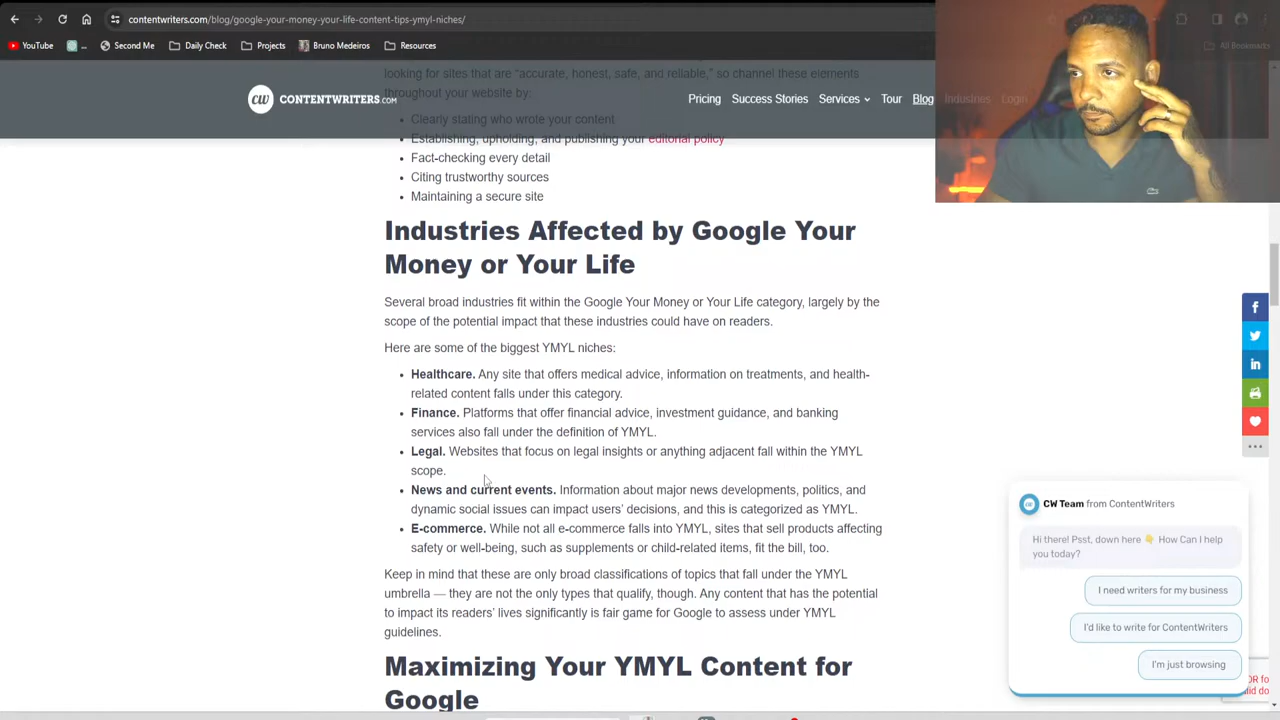 contentwriters.com/blog/google-your-money-your-life-content-tips-ymyl-niches/
YouTube ... Second Me Daily Check Projects Bruno Medeiros Resources All Bookmarks
looking for sites that are “accurate, honest, safe, and reliable,” so channel these elements
throughout your website by:
CW CONTENTWRITERS.COM Pricing Success Stories Services Tour Blog Industries Login
Clearly stating who wrote your content
Establishing, upholding, and publishing your editorial policy
Fact-checking every detail
Citing trustworthy sources
Maintaining a secure site
Industries Affected by Google Your
Money or Your Life
Several broad industries fit within the Google Your Money or Your Life category, largely by the
scope of the potential impact that these industries could have on readers.
Here are some of the biggest YMYL niches:
Healthcare. Any site that offers medical advice, information on treatments, and health-
related content falls under this category.
Finance. Platforms that offer financial advice, investment guidance, and banking
services also fall under the definition of YMYL.
Legal. Websites that focus on legal insights or anything adjacent fall within the YMYL
scope.
News and current events. Information about major news developments, politics, and
dynamic social issues can impact users’ decisions, and this is categorized as YMYL.
E-commerce. While not all e-commerce falls into YMYL, sites that sell products affecting
safety or well-being, such as supplements or child-related items, fit the bill, too.
Keep in mind that these are only broad classifications of topics that fall under the YMYL
umbrella — they are not the only types that qualify, though. Any content that has the potential
to impact its readers’ lives significantly is fair game for Google to assess under YMYL
guidelines.
Maximizing Your YMYL Content for
Google
CW Team from ContentWriters
Hi there! Psst, down here 👇 How Can I help
you today?
I need writers for my business
I'd like to write for ContentWriters
I'm just browsing